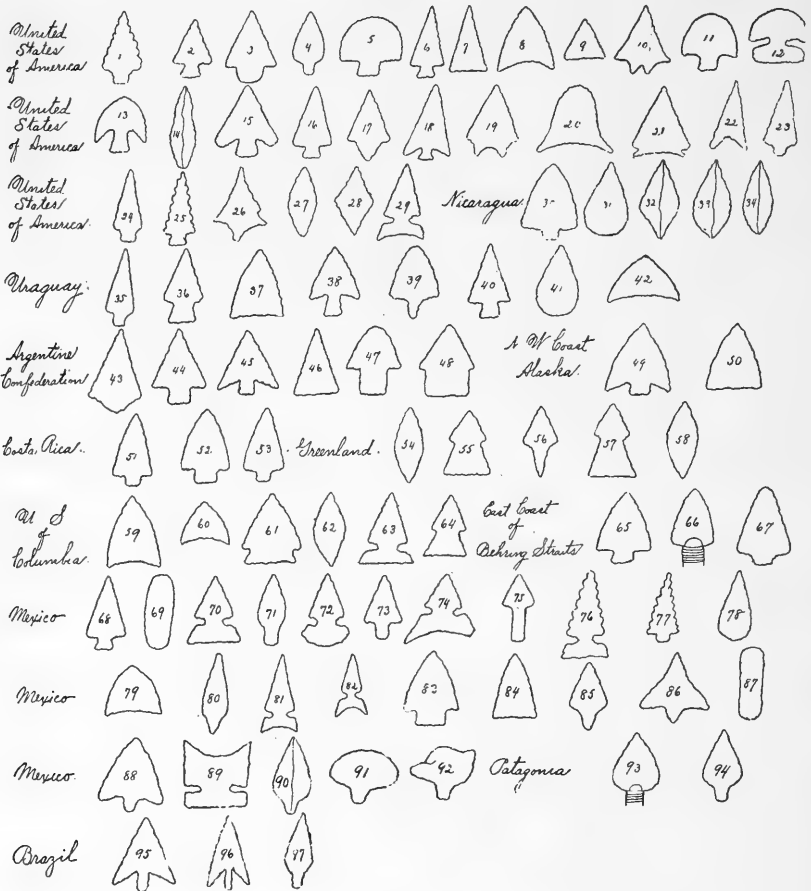 United
States
of America
1 2 3 4 5 6 7 8 9 10 11 12
United
States
of America
13 14 15 16 17 18 19 20 21 22 23
United
States
of America.
24 25 26 27 28 29 Nicaragua. 30 31 32 33 34
Uraguay.
35 36 37 38 39 40 41 42
Argentine
Confederation
43 44 45 46 47 48
N W Coast
Alaska.
49 50
Costa, Rica.
51 52 53 Greenland. 54 55 56 57 58
U S
of
Columbia.
59 60 61 62 63 64
East Coast
of
Behring Straits
65 66 67
Mexico
68 69 70 71 72 73 74 75 76 77 78
Mexico
79 80 81 82 83 84 85 86 87
Mexico.
88 89 90 91 92 Patagonia
"
93 94
Brazil
95 96 97